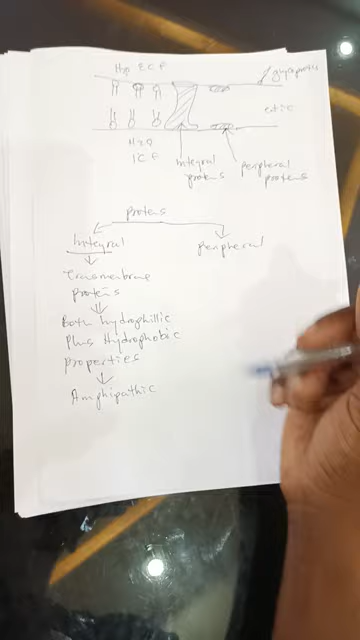 H2O ECF
glycoprotein
H2O
ICF
Integral
proteins
Peripheral
proteins
Proteins
Integral
Peripheral
Transmembrane
Proteins
Both hydrophillic
Plus Hydrophobic
Properties
Amphipathic